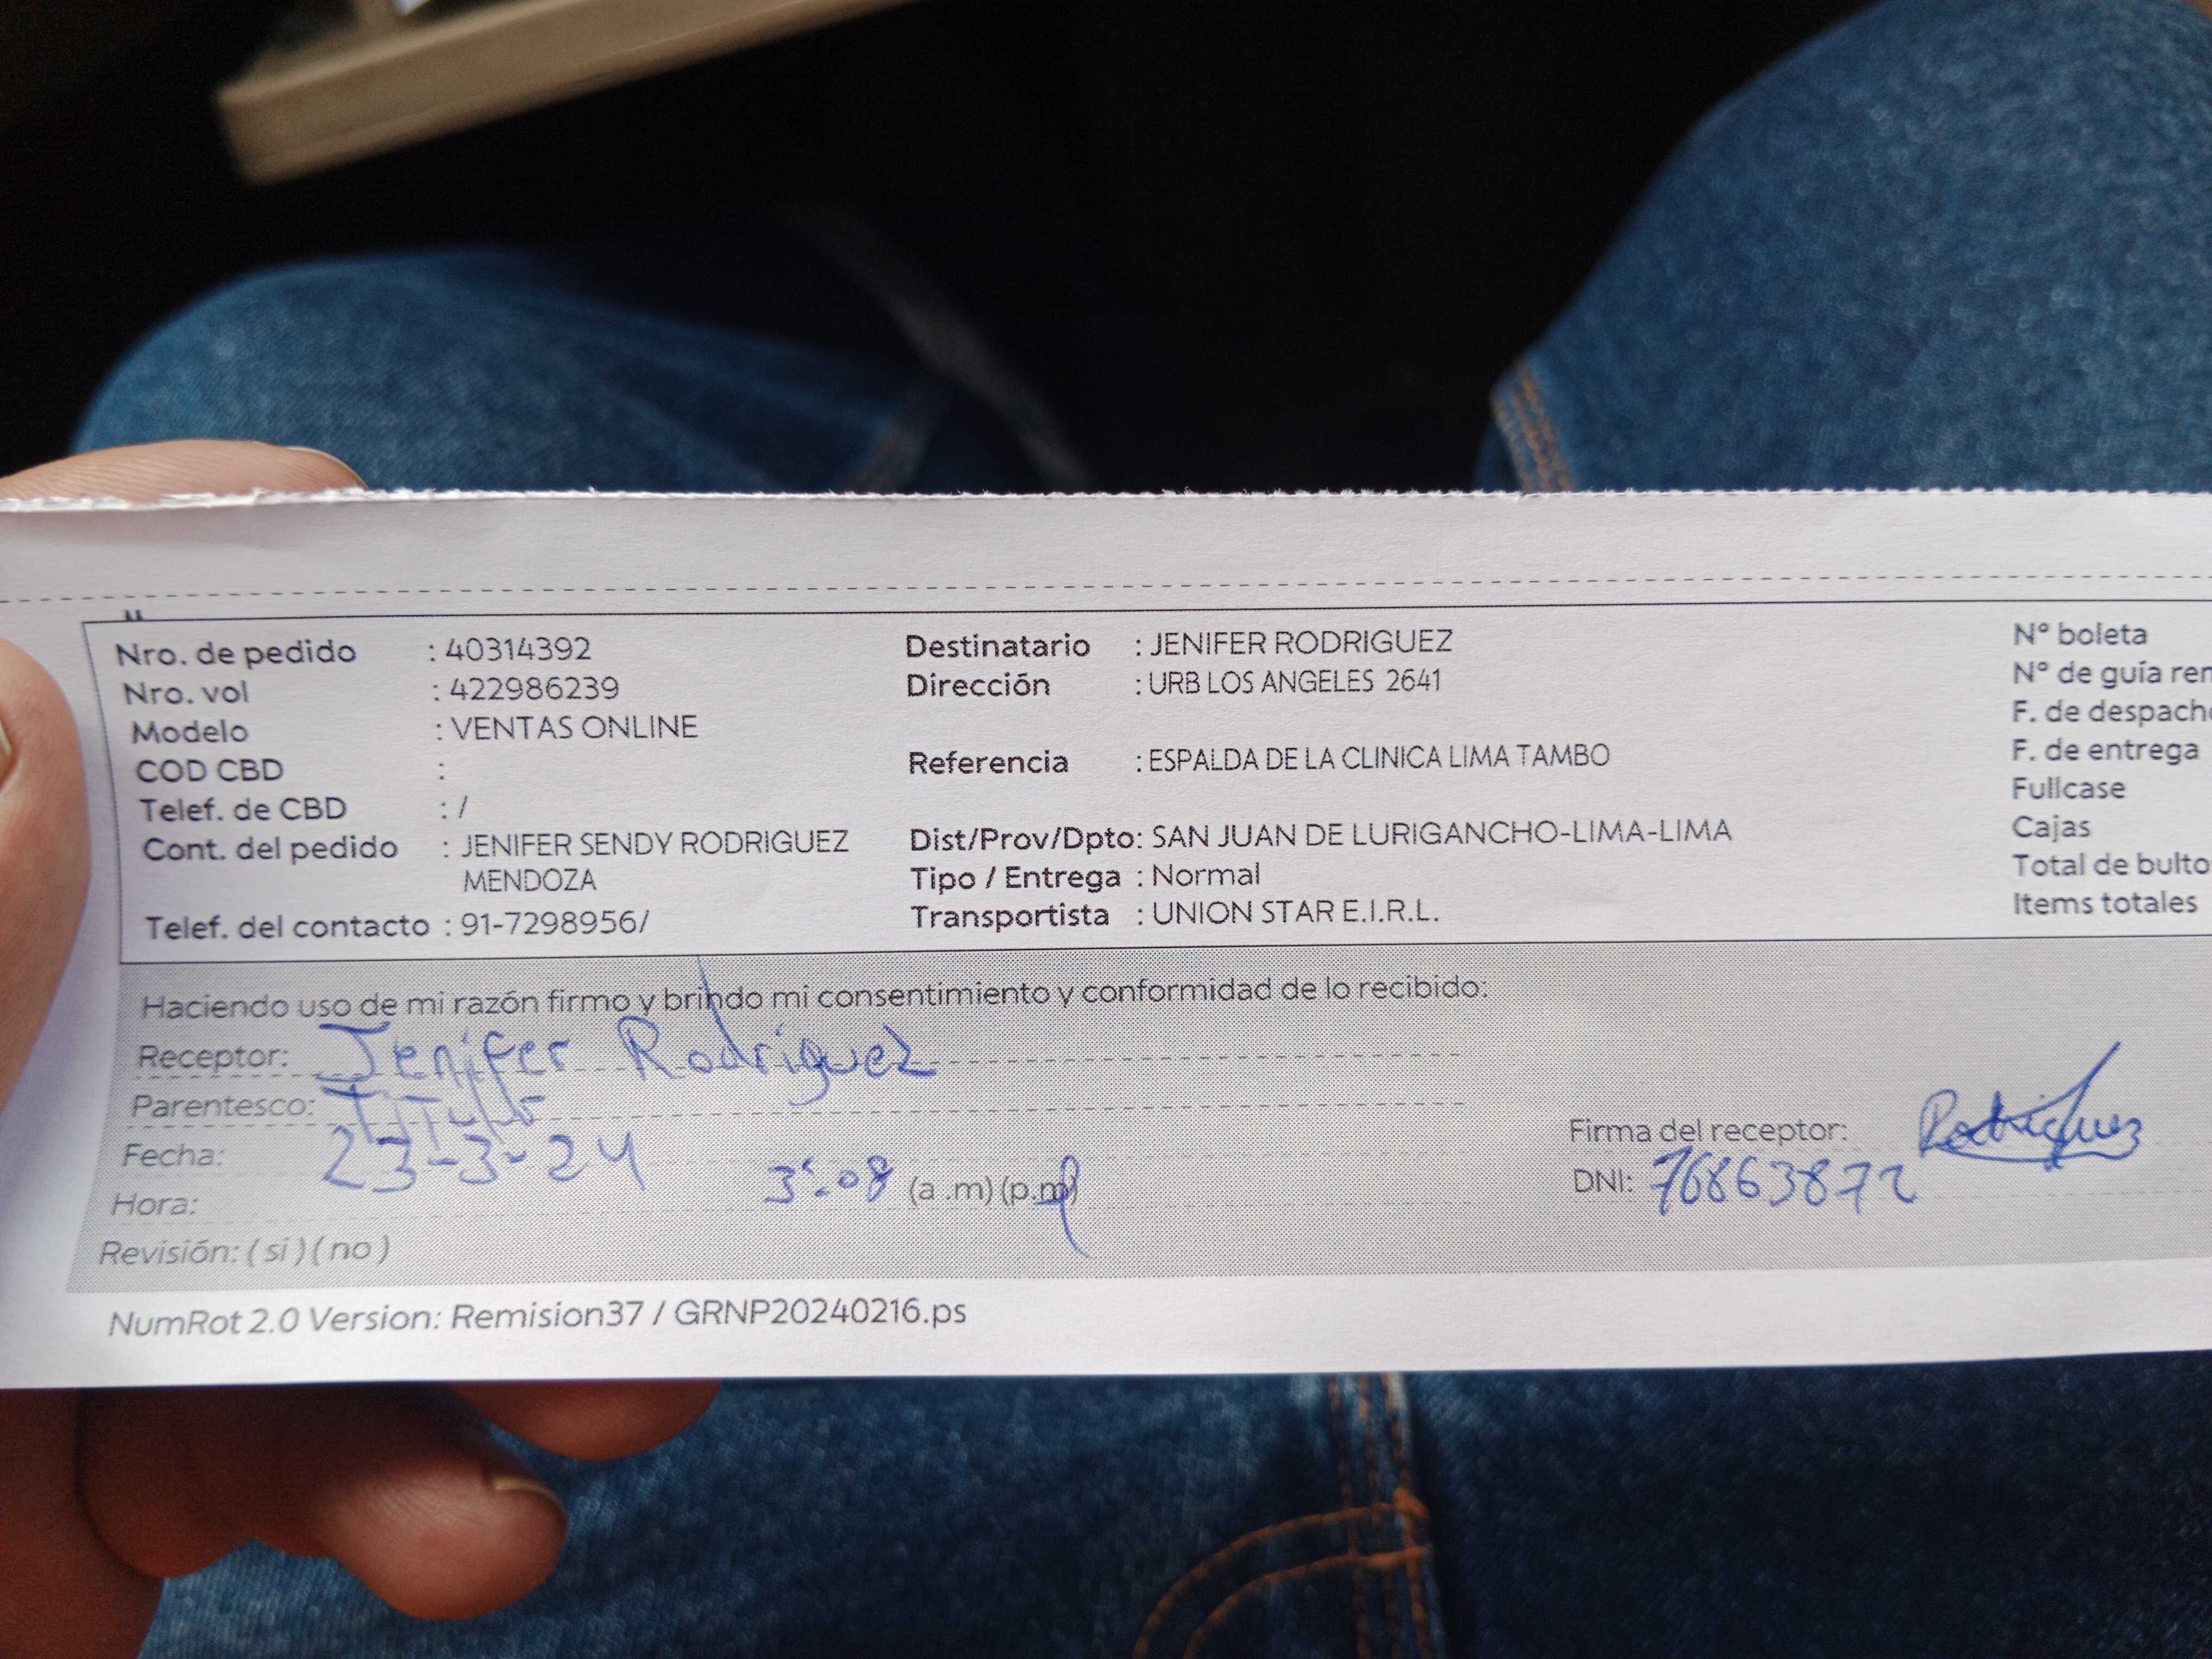 Nro. de pedido : 40314392
Nro. vol : 422986239
Modelo : VENTAS ONLINE
COD CBD :
Telef. de CBD : /
Cont. del pedido : JENIFER SENDY RODRIGUEZ
MENDOZA
Telef. del contacto : 91-7298956/
Destinatario : JENIFER RODRIGUEZ
Dirección : URB LOS ANGELES 2641
Referencia : ESPALDA DE LA CLINICA LIMA TAMBO
Dist/Prov/Dpto: SAN JUAN DE LURIGANCHO-LIMA-LIMA
Tipo / Entrega : Normal
Transportista : UNION STAR E.I.R.L.
N° boleta
N° de guía rem
F. de despacho
F. de entrega
Fullcase
Cajas
Total de bulto
Items totales
Haciendo uso de mi razón firmo y brindo mi consentimiento y conformidad de lo recibido:
Receptor: Jenifer Rodriguez
Parentesco: Titular
Fecha: 23-3-24
Hora: 3:08 (a .m) (p.m)
Revisión: ( si ) ( no )
Firma del receptor: Rodriguez
DNI: 76863872
NumRot 2.0 Version: Remision37 / GRNP20240216.ps